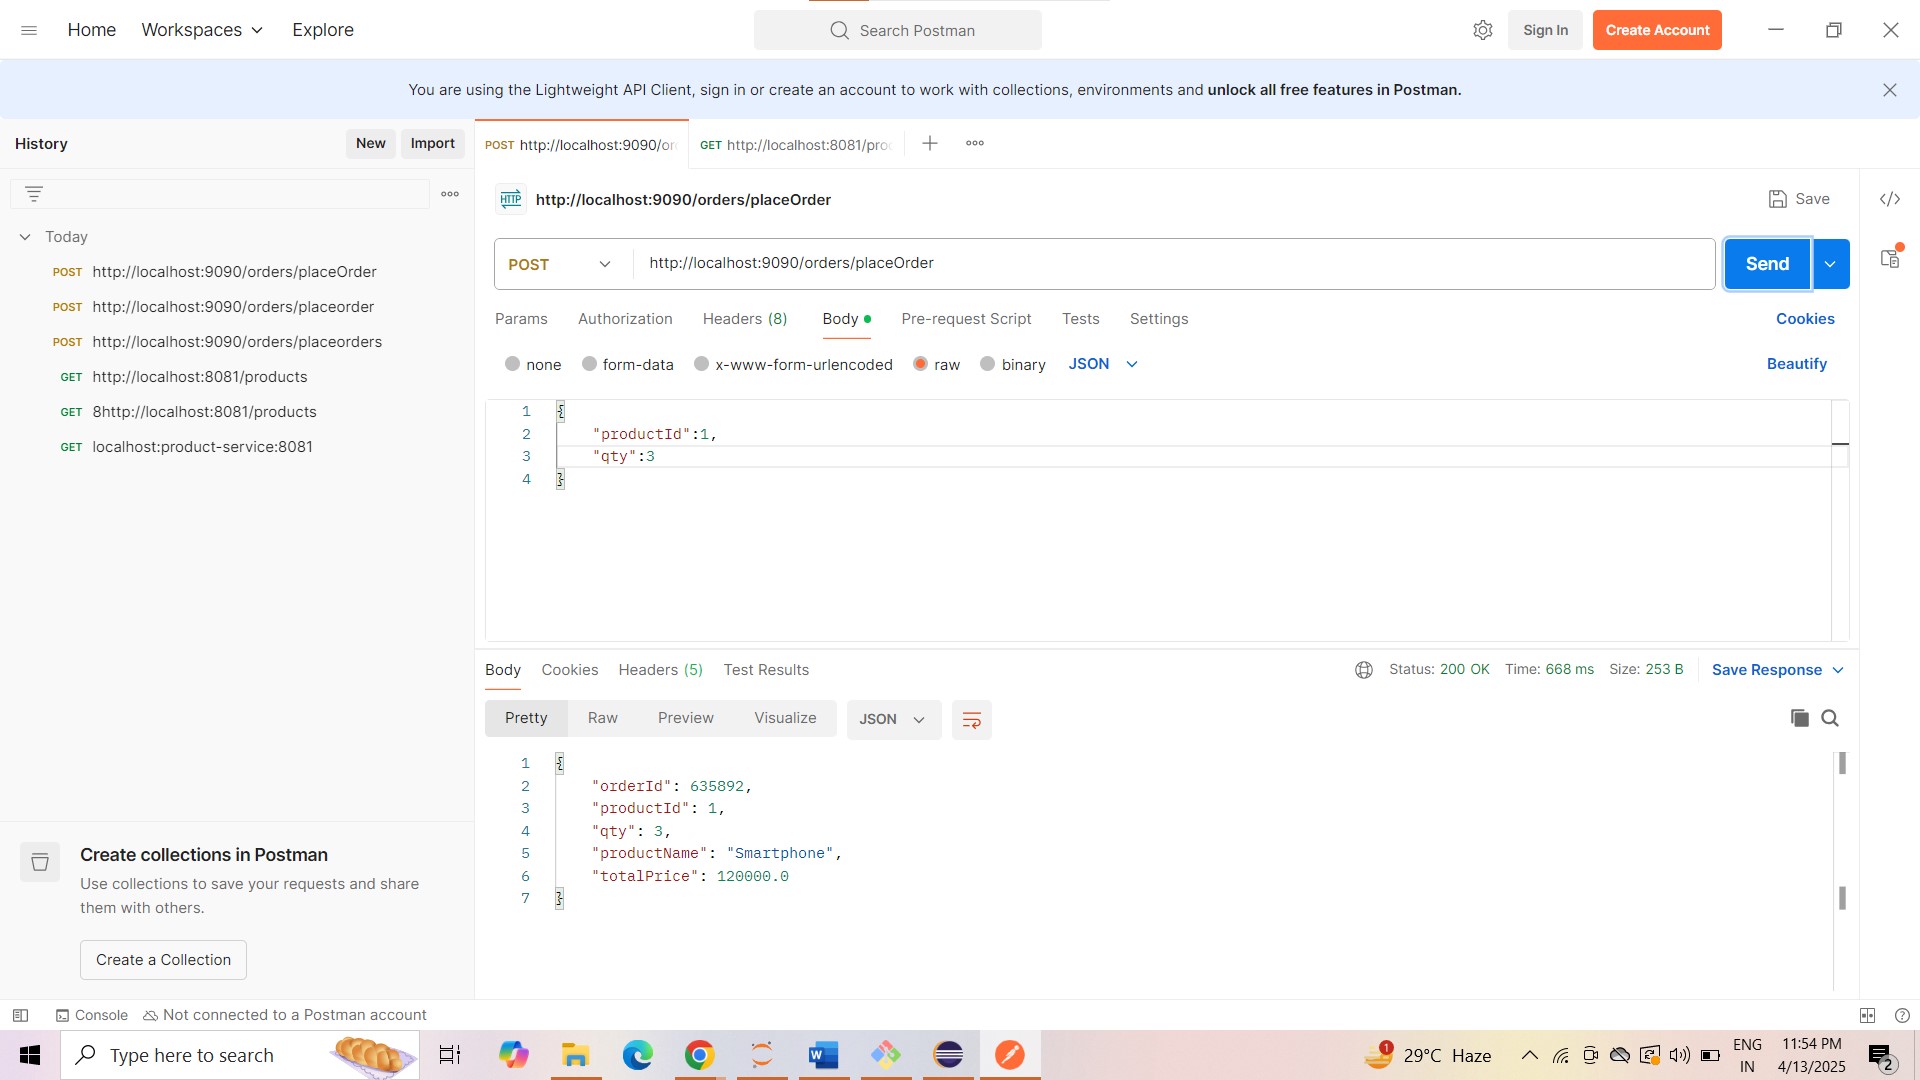 Home Workspaces Explore Search Postman Sign In Create Account
You are using the Lightweight API Client, sign in or create an account to work with collections, environments and unlock all free features in Postman.
History New Import
POST http://localhost:9090/or GET http://localhost:8081/pro
HTTP http://localhost:9090/orders/placeOrder Save
Today
POST http://localhost:9090/orders/placeOrder
POST http://localhost:9090/orders/placeorder
POST http://localhost:9090/orders/placeorders
GET http://localhost:8081/products
GET 8http://localhost:8081/products
GET localhost:product-service:8081
POST http://localhost:9090/orders/placeOrder Send
Params Authorization Headers (8) Body Pre-request Script Tests Settings Cookies
none form-data x-www-form-urlencoded raw binary JSON Beautify
1 {
2 "productId":1,
3 "qty":3
4 }
Body Cookies Headers (5) Test Results Status: 200 OK Time: 668 ms Size: 253 B Save Response
Pretty Raw Preview Visualize JSON
1 {
2 "orderId": 635892,
3 "productId": 1,
4 "qty": 3,
5 "productName": "Smartphone",
6 "totalPrice": 120000.0
7 }
Create collections in Postman
Use collections to save your requests and share
them with others.
Create a Collection
Console Not connected to a Postman account
Type here to search 1 29°C Haze ENG IN 11:54 PM 4/13/2025 2